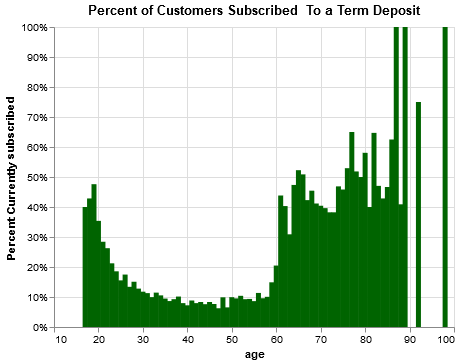 Percent of Customers Subscribed  To a Term Deposit
100%
90%
80%
70%
60%
50%
40%
30%
20%
10%
0%
Percent Currently subscribed
10 20 30 40 50 60 70 80 90 100
age